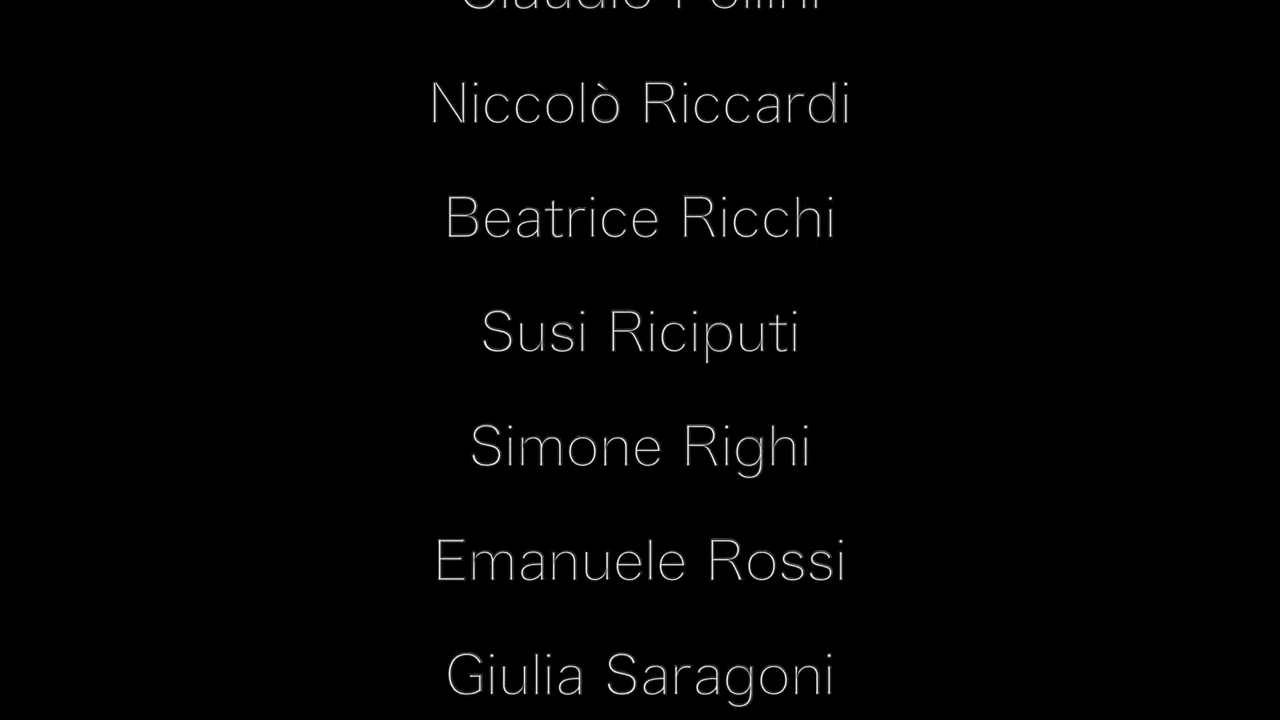 Niccolò Riccardi
Beatrice Ricchi
Susi Riciputi
Simone Righi
Emanuele Rossi
Giulia Saragoni